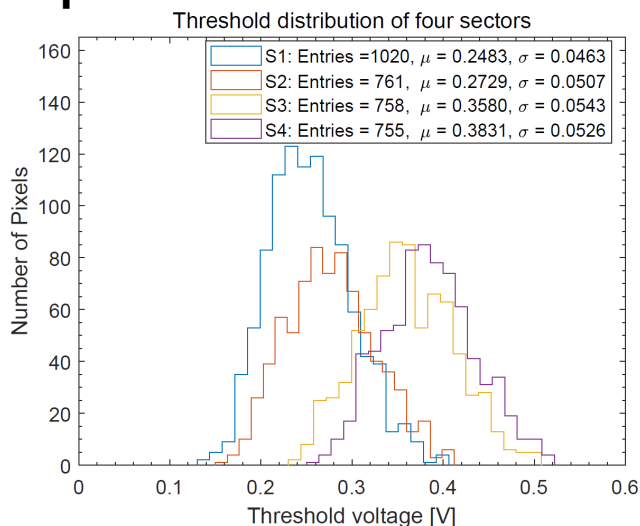 Threshold distribution of four sectors
S1: Entries =1020, μ = 0.2483, σ = 0.0463
S2: Entries = 761, μ = 0.2729, σ = 0.0507
S3: Entries = 758, μ = 0.3580, σ = 0.0543
S4: Entries = 755, μ = 0.3831, σ = 0.0526
Number of Pixels
160
140
120
100
80
60
40
20
0
0 0.1 0.2 0.3 0.4 0.5 0.6
Threshold voltage [V]